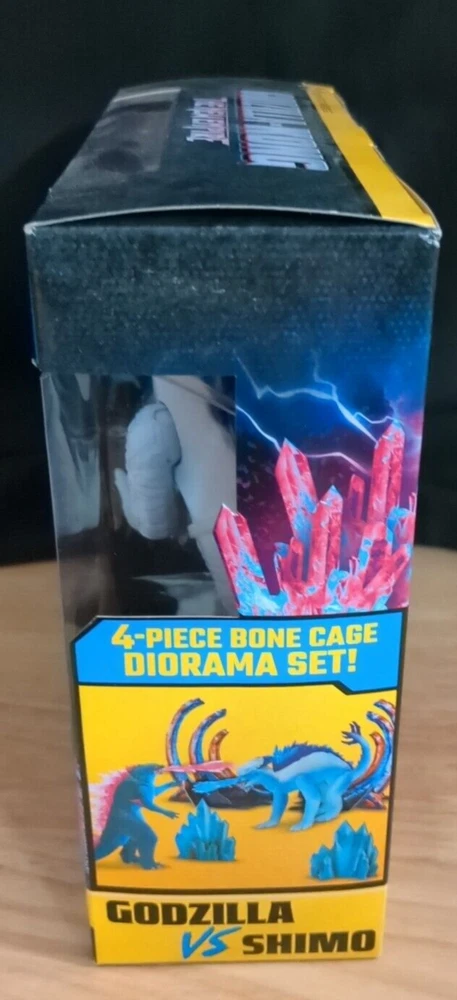 4-PIECE BONE CAGE
DIORAMA SET!
GODZILLA
VS SHIMO